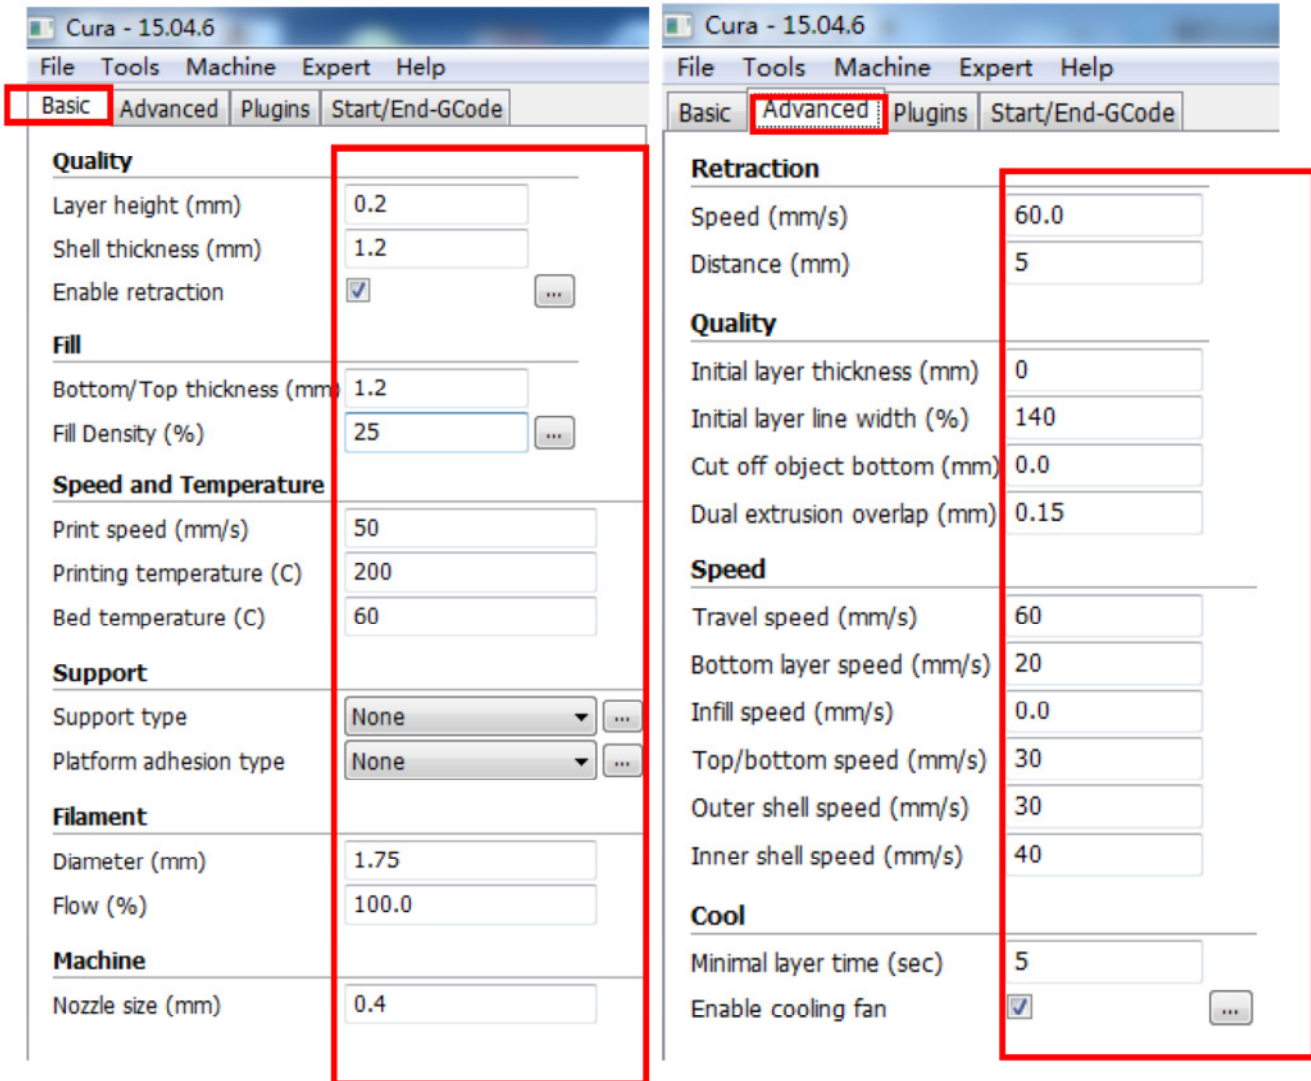 Cura - 15.04.6
File Tools Machine Expert Help
Basic Advanced Plugins Start/End-GCode
Quality
Layer height (mm) 0.2
Shell thickness (mm) 1.2
Enable retraction ...
Fill
Bottom/Top thickness (mm) 1.2
Fill Density (%) 25 ...
Speed and Temperature
Print speed (mm/s) 50
Printing temperature (C) 200
Bed temperature (C) 60
Support
Support type None ...
Platform adhesion type None ...
Filament
Diameter (mm) 1.75
Flow (%) 100.0
Machine
Nozzle size (mm) 0.4
Cura - 15.04.6
File Tools Machine Expert Help
Basic Advanced Plugins Start/End-GCode
Retraction
Speed (mm/s) 60.0
Distance (mm) 5
Quality
Initial layer thickness (mm) 0
Initial layer line width (%) 140
Cut off object bottom (mm) 0.0
Dual extrusion overlap (mm) 0.15
Speed
Travel speed (mm/s) 60
Bottom layer speed (mm/s) 20
Infill speed (mm/s) 0.0
Top/bottom speed (mm/s) 30
Outer shell speed (mm/s) 30
Inner shell speed (mm/s) 40
Cool
Minimal layer time (sec) 5
Enable cooling fan ...